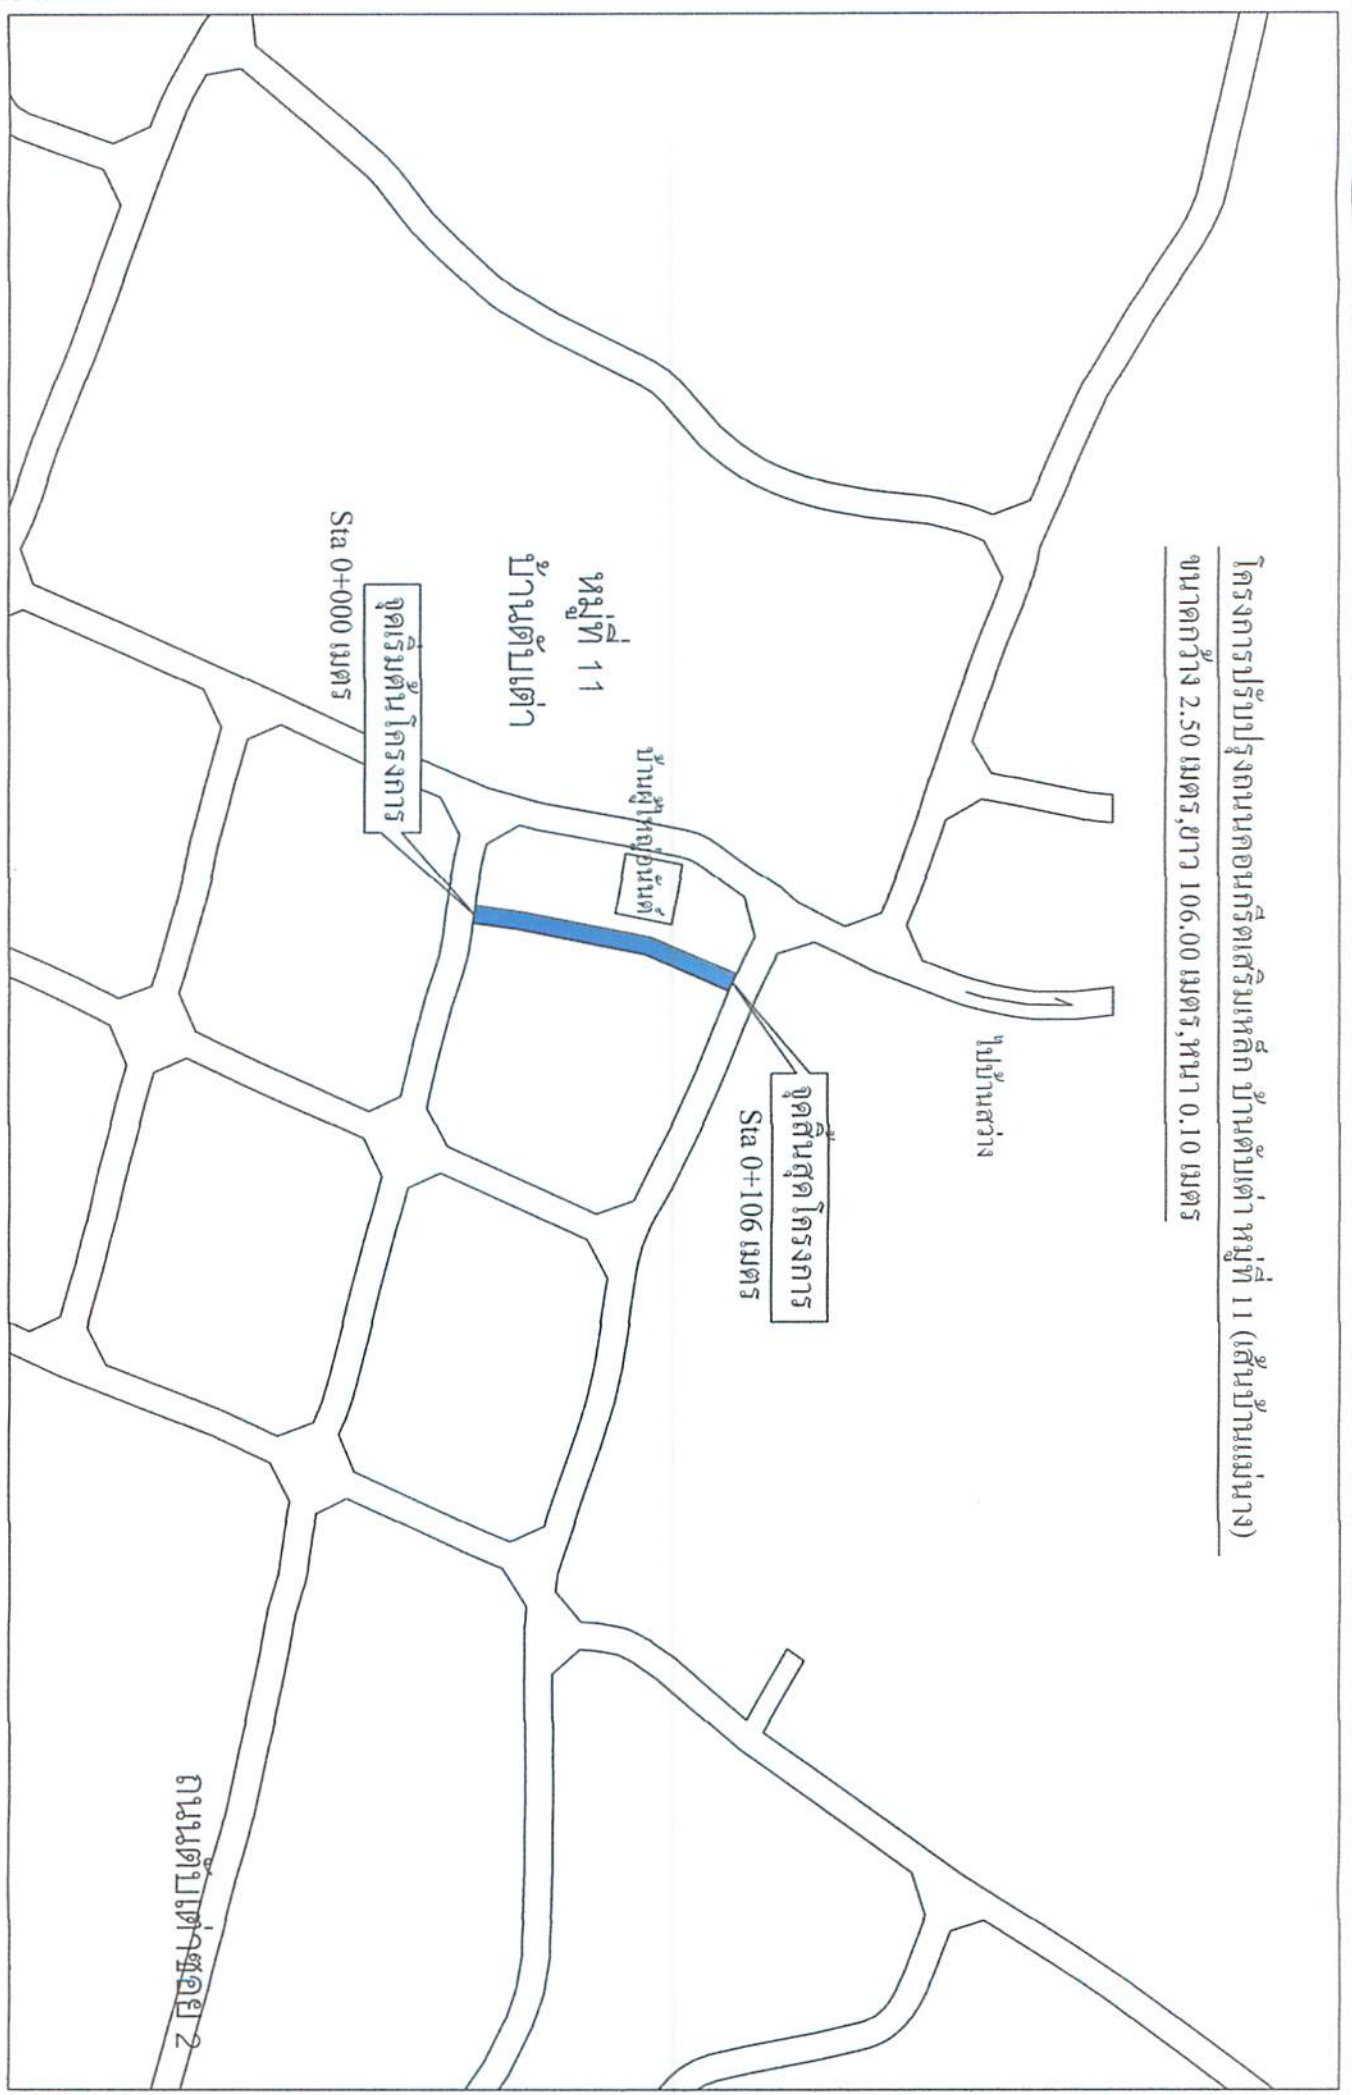 โครงการปรับปรุงถนนคอนกรีตเสริมเหล็ก บ้านดับเต่า หมู่ที่ 11 (เส้นบ้านแม่นาง)
ขนาดกว้าง 2.50 เมตร,ยาว 106.00 เมตร,หนา 0.10 เมตร
ไปบ้านสว่าง
จุดสิ้นสุดโครงการ
Sta 0+106 เมตร
บ้านผู้ใหญ่อนันต์
หมู่ที่ 11
บ้านตับเต่า
จุดเริ่มต้นโครงการ
Sta 0+000 เมตร
ถนนตับเต่าซอย 2